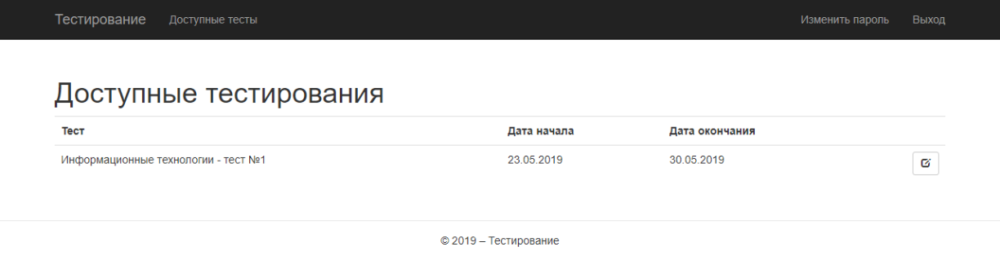 Тестирование Доступные тесты Изменить пароль Выход
Доступные тестирования
Тест Дата начала Дата окончания
Информационные технологии - тест №1 23.05.2019 30.05.2019
© 2019 – Тестирование